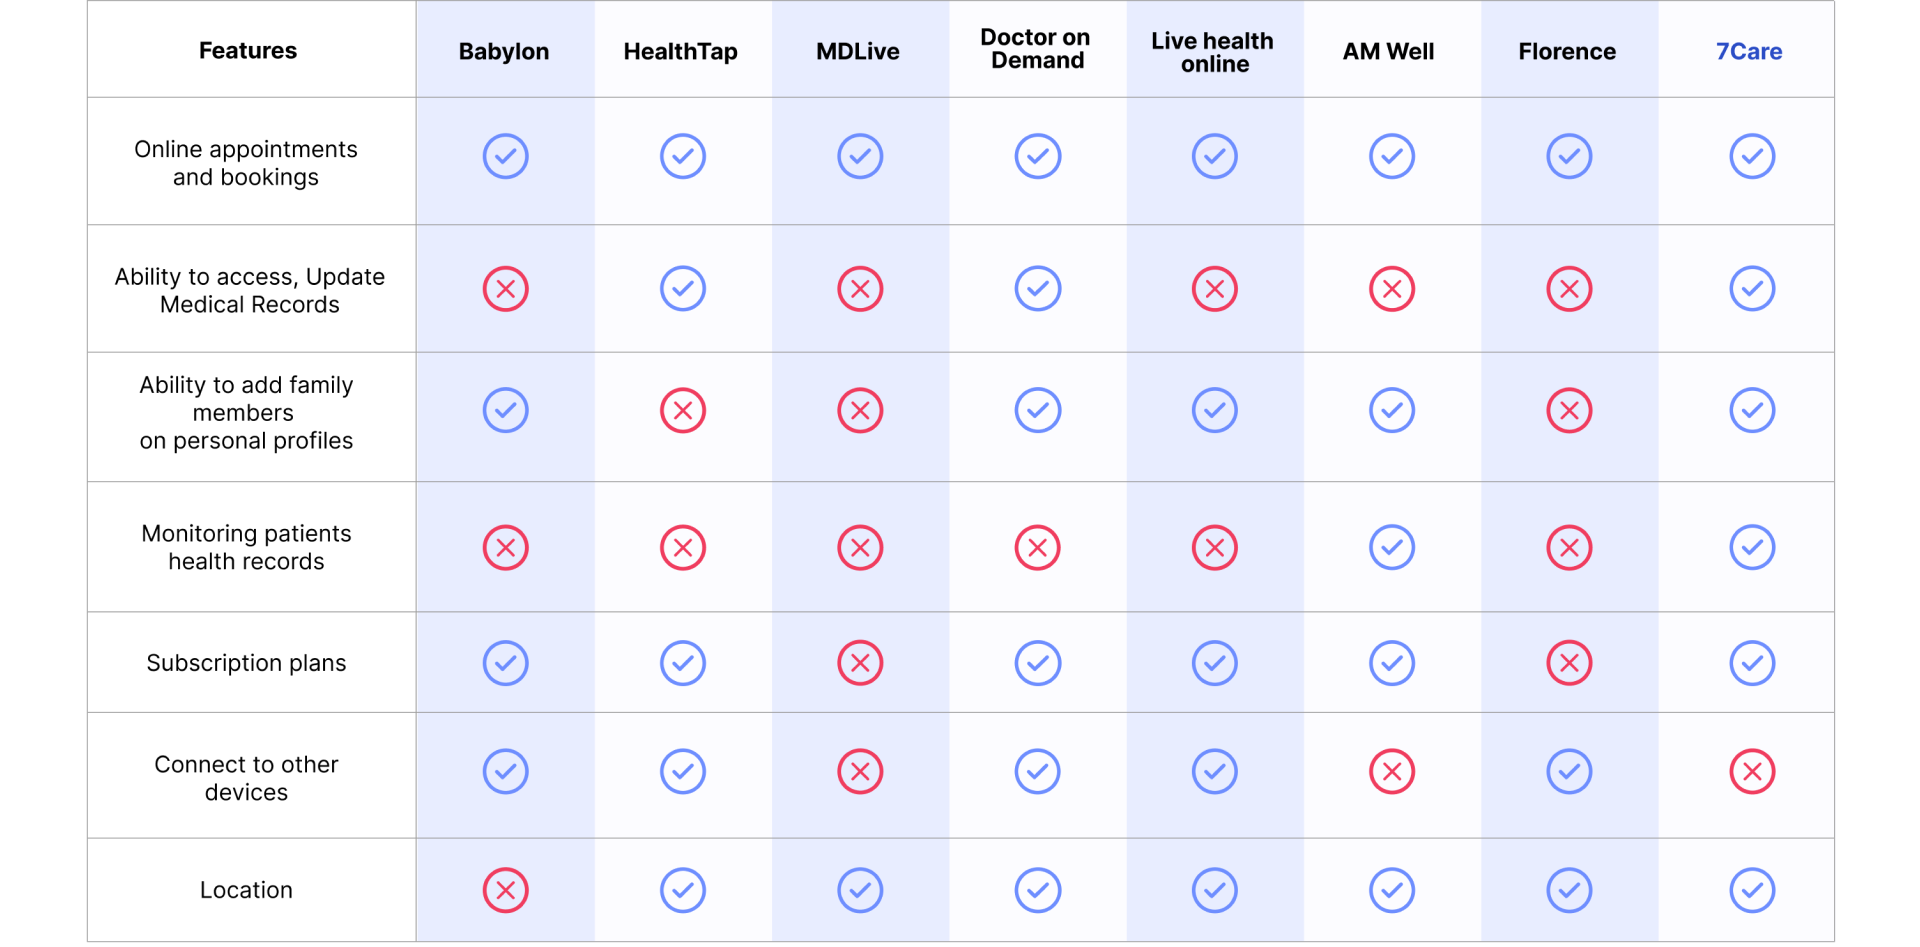 Features
Babylon
HealthTap
MDLive
Doctor on
Demand
Live health
online
AM Well
Florence
7Care
Online appointments
and bookings
Ability to access, Update
Medical Records
Ability to add family
members
on personal profiles
Monitoring patients
health records
Subscription plans
Connect to other
devices
Location